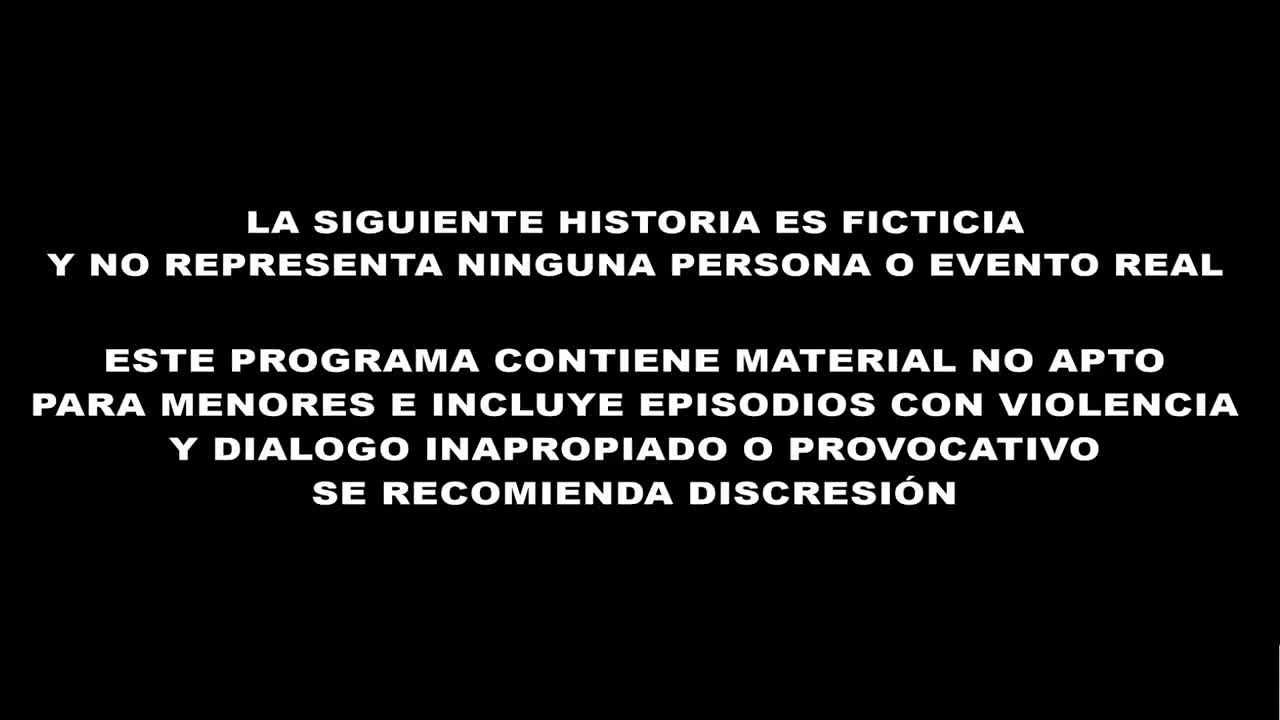 LA SIGUIENTE HISTORIA ES FICTICIA
Y NO REPRESENTA NINGUNA PERSONA O EVENTO REAL
ESTE PROGRAMA CONTIENE MATERIAL NO APTO
PARA MENORES E INCLUYE EPISODIOS CON VIOLENCIA
Y DIALOGO INAPROPIADO O PROVOCATIVO
SE RECOMIENDA DISCRESIÓN